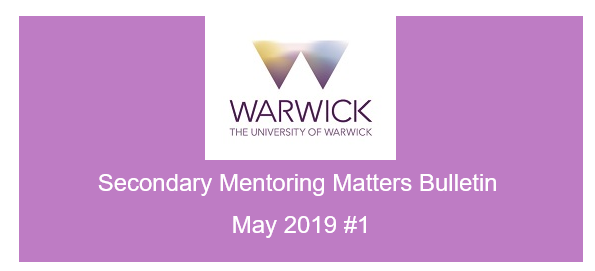 WARWICK
THE UNIVERSITY OF WARWICK
Secondary Mentoring Matters Bulletin
May 2019 #1